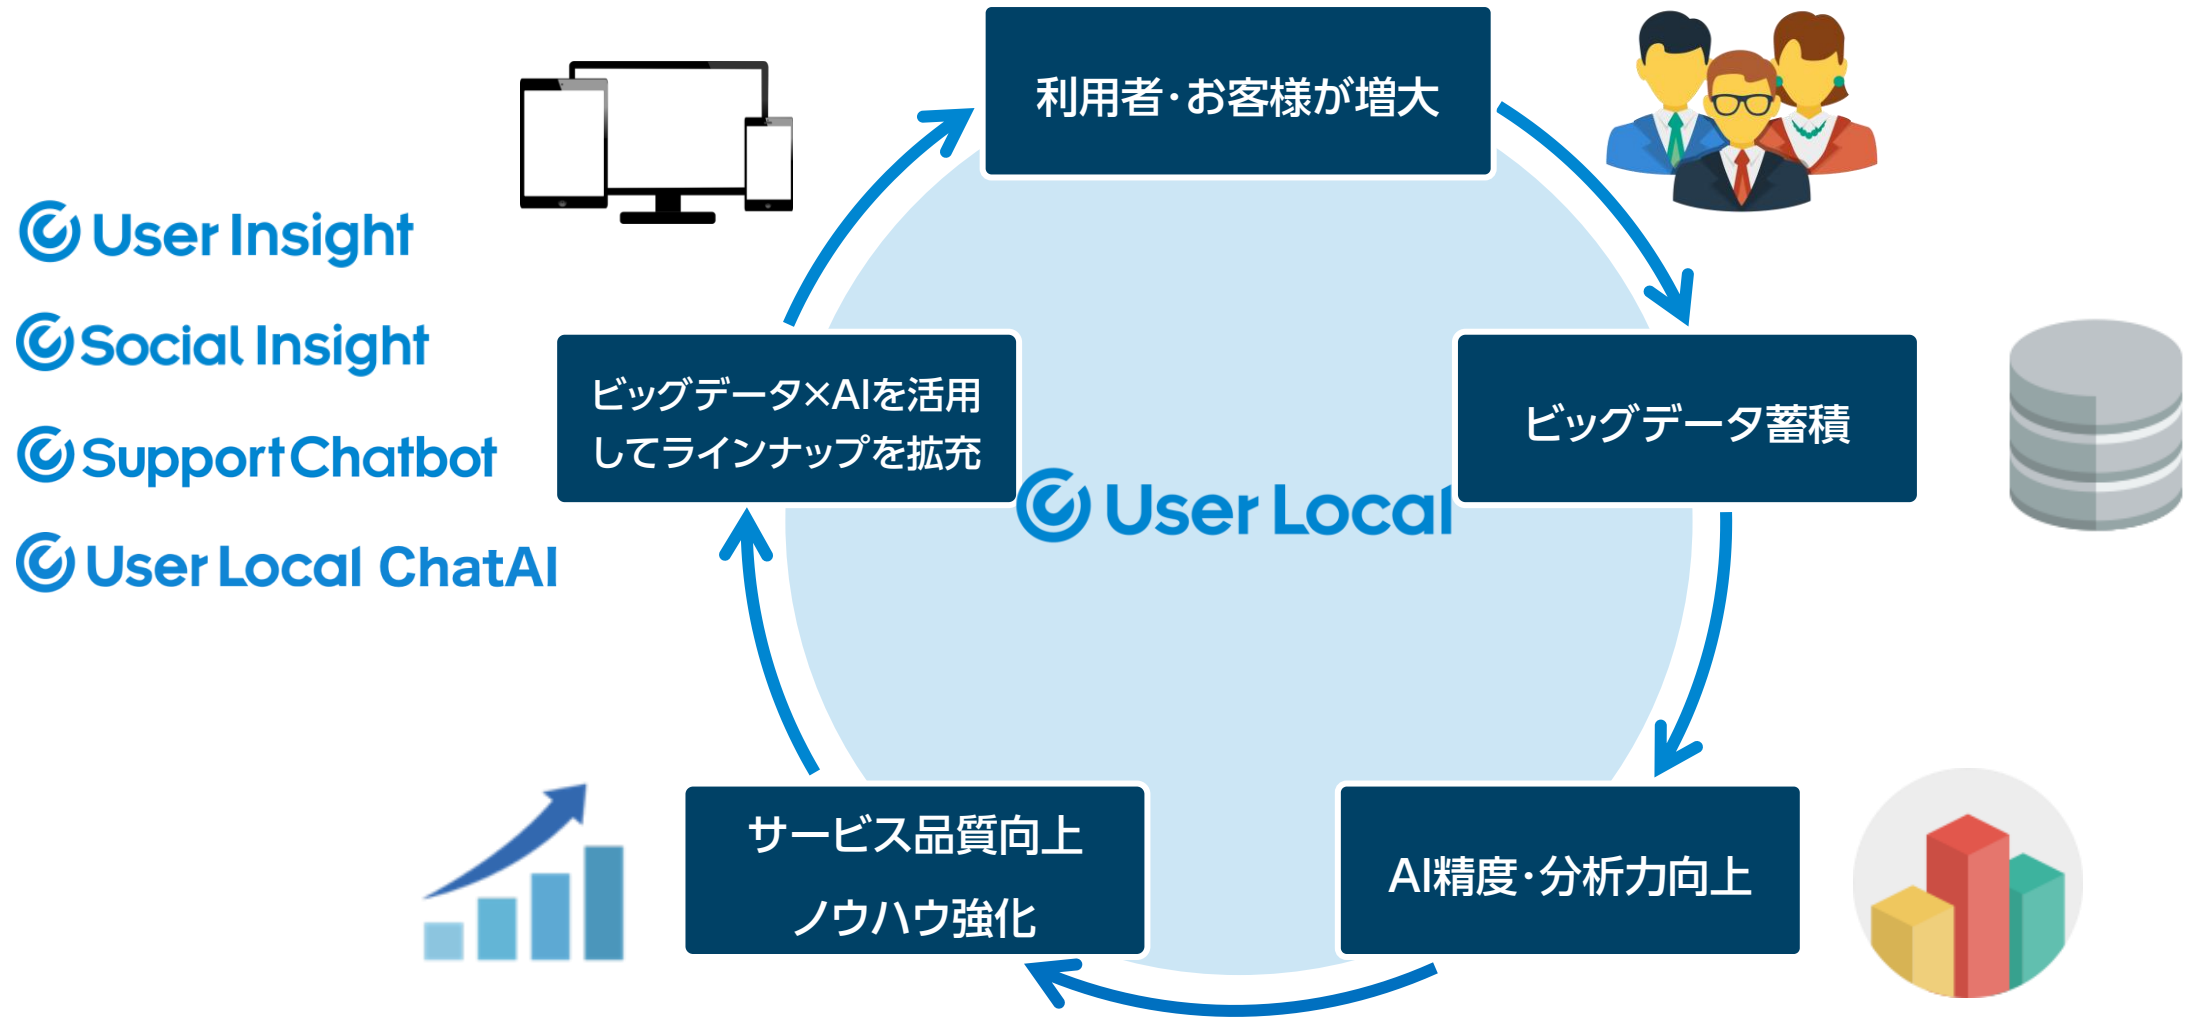 利用者・お客様が増大
User Insight
Social Insight
Support Chatbot
User Local ChatAI
ビッグデータ×AIを活用
してラインナップを拡充
ビッグデータ蓄積
User Local
サービス品質向上
ノウハウ強化
AI精度・分析力向上